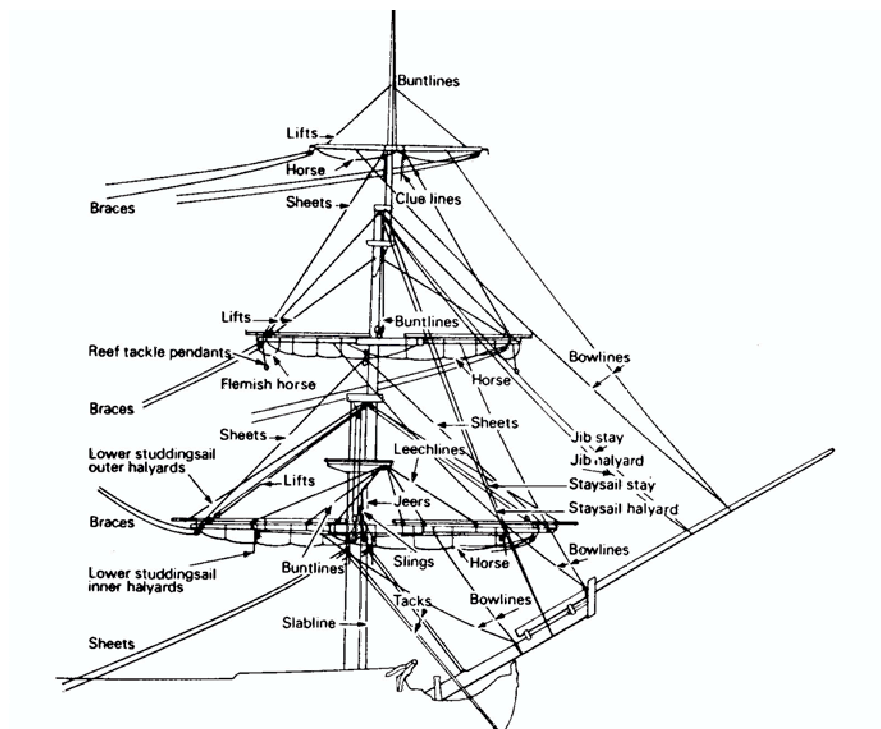 Buntlines
Lifts
Horse
Braces
Sheets
Clue lines
Lifts
Buntlines
Reef tackle pendants
Flemish horse
Horse
Bowlines
Braces
Sheets
Sheets
Jib stay
Lower studdingsail
outer halyards
Leechlines
Jib halyard
Lifts
Jeers
Staysail stay
Staysail halyard
Braces
Bowlines
Lower studdingsail
inner halyards
Buntlines
Slings
Horse
Tacks
Bowlines
Slabline
Sheets